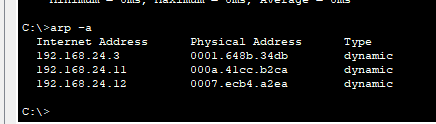 Minimum = 0ms, Maximum = 0ms, Average = 0ms
C:\>arp -a
Internet Address Physical Address Type
192.168.24.3 0001.648b.34db dynamic
192.168.24.11 000a.41cc.b2ca dynamic
192.168.24.12 0007.ecb4.a2ea dynamic
C:\>